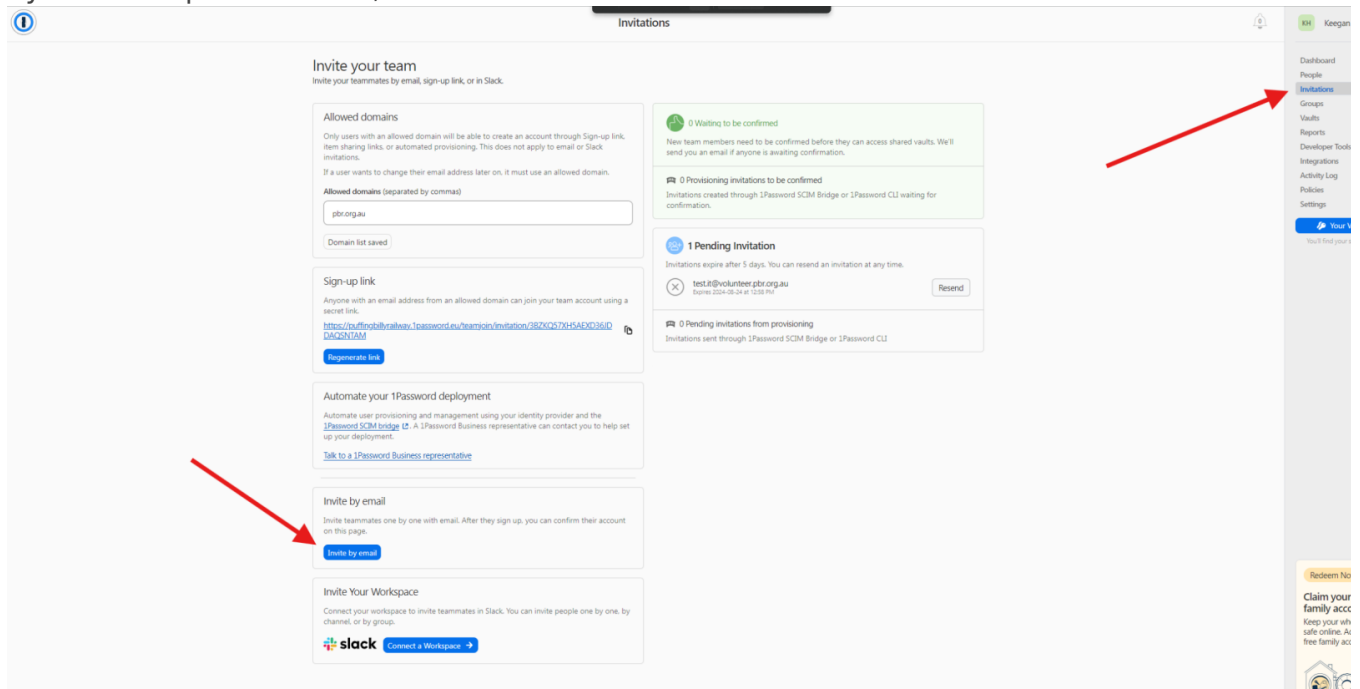 Invitations
KH Keegan
Invite your team
Invite your teammates by email, sign-up link, or in Slack.
Allowed domains
Only users with an allowed domain will be able to create an account through Sign-up link,
item sharing links, or automated provisioning. This does not apply to email or Slack
invitations.
If a user wants to change their email address later on, it must use an allowed domain.
Allowed domains (separated by commas)
pbr.org.au
Domain list saved
Sign-up link
Anyone with an email address from an allowed domain can join your team account using a
secret link.
Regenerate link
Automate your 1Password deployment
Automate user provisioning and management using your identity provider and the
1Password SCIM bridge. A 1Password Business representative can contact you to help set
up your deployment.
Talk to a 1Password Business representative
Invite by email
Invite teammates one by one with email. After they sign up, you can confirm their account
on this page.
Invite by email
Invite Your Workspace
Connect your workspace to invite teammates in Slack. You can invite people one by one, by
channel, or by group.
slack Connect a Workspace →
0 Waiting to be confirmed
New team members need to be confirmed before they can access shared vaults. We'll
send you an email if anyone is awaiting confirmation.
0 Provisioning invitations to be confirmed
Invitations created through 1Password SCIM Bridge or 1Password CLI waiting for
confirmation.
1 Pending Invitation
Invitations expire after 5 days. You can resend an invitation at any time.
test.it@volunteer.pbr.org.au
Resend
0 Pending invitations from provisioning
Invitations sent through 1Password SCIM Bridge or 1Password CLI
Dashboard
People
Invitations
Groups
Vaults
Reports
Developer Tools
Integrations
Activity Log
Policies
Settings
Your V
You'll find your
Redeem No
Claim your
family acco
Keep your wh
safe online. Ad
free family acc